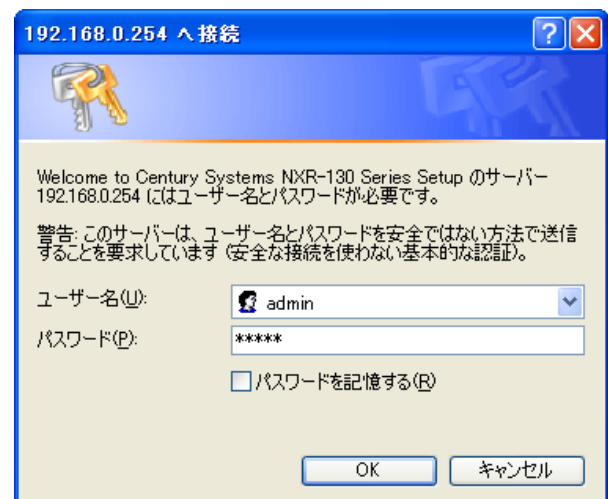 192.168.0.254 へ接続
Welcome to Century Systems NXR-130 Series Setup のサーバー
192.168.0.254 にはユーザー名とパスワードが必要です。
警告: このサーバーは、ユーザー名とパスワードを安全ではない方法で送信
することを要求しています (安全な接続を使わない基本的な認証)。
ユーザー名(U):
admin
パスワード(P):
*****
パスワードを記憶する(R)
OK
キャンセル